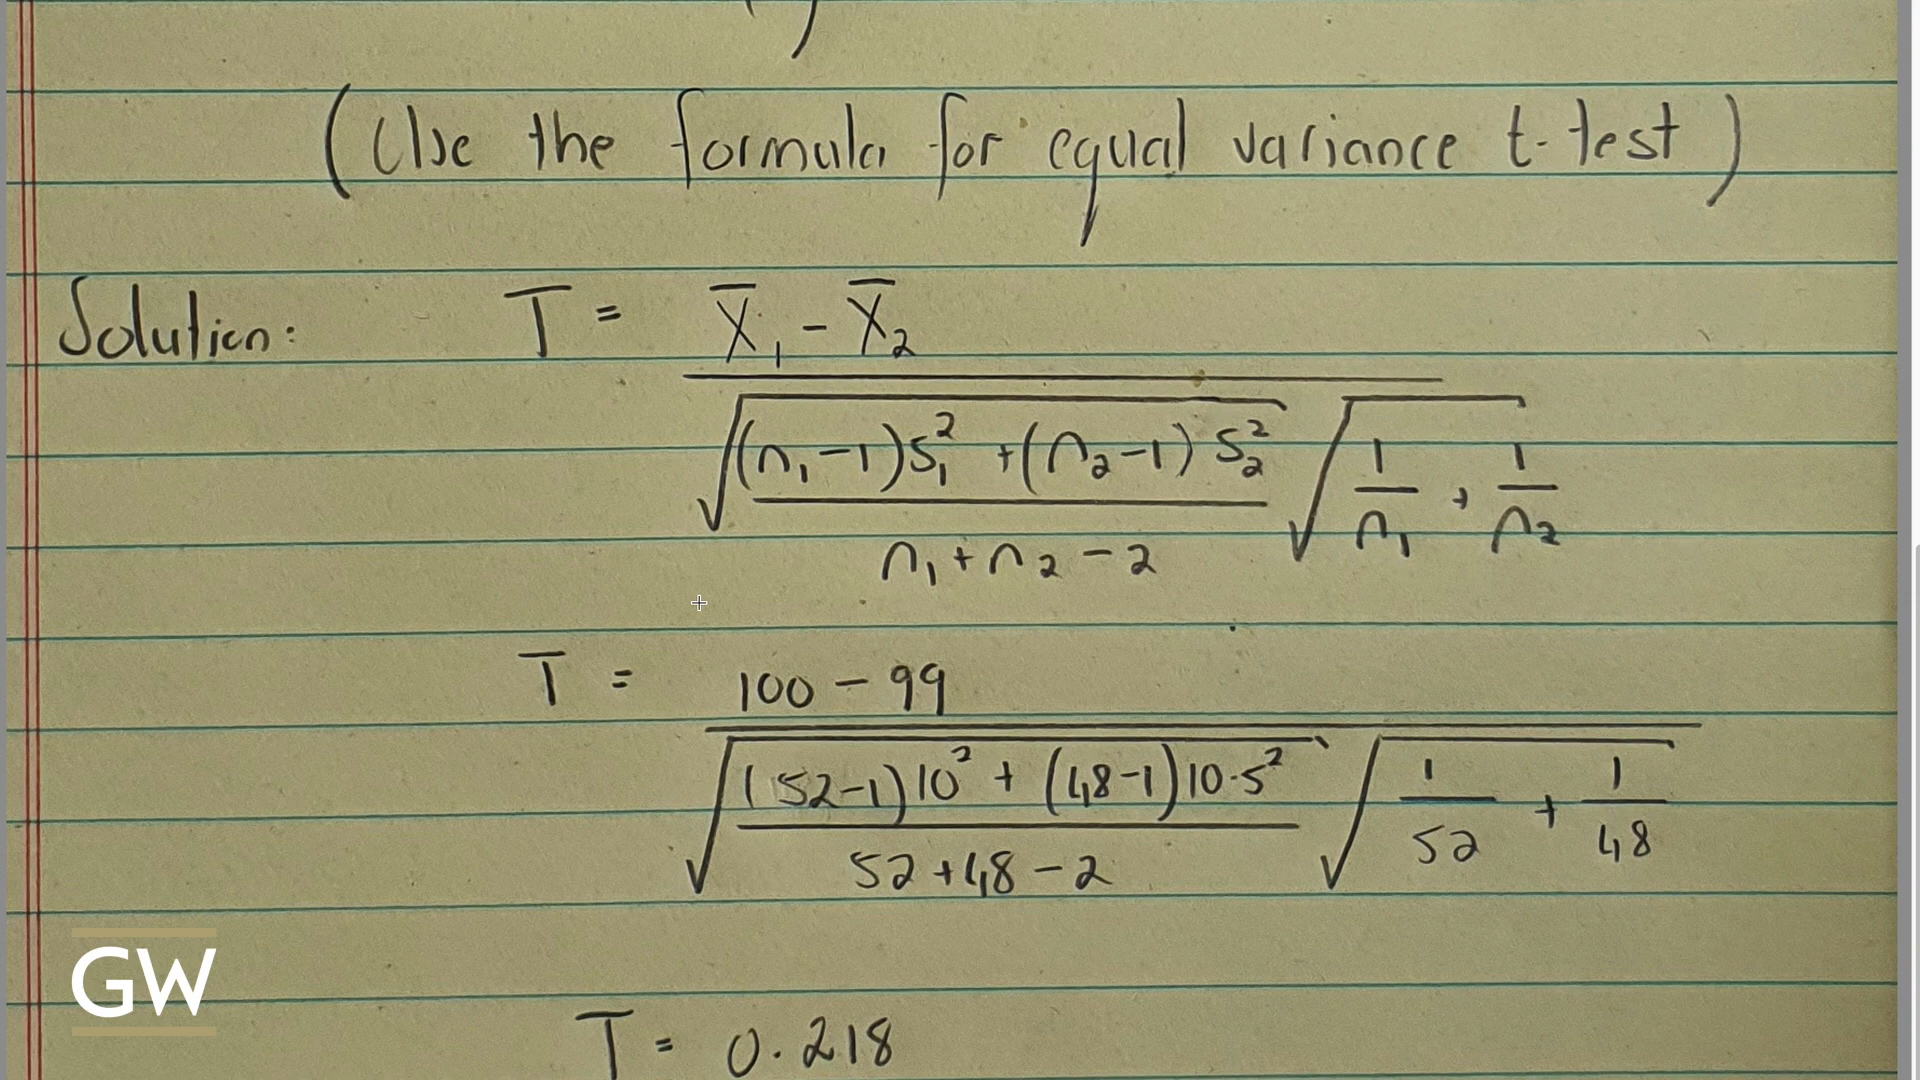 (Use the formula for equal variance t-test)
Solution: T = X̄₁ - X̄₂
√((n₁-1)S₁² + (n₂-1)S₂² / n₁+n₂-2) √(1/n₁ + 1/n₂)
T = 100 - 99
√((52-1)10² + (48-1)10.5² / 52+48-2) √(1/52 + 1/48)
GW
T = 0.218